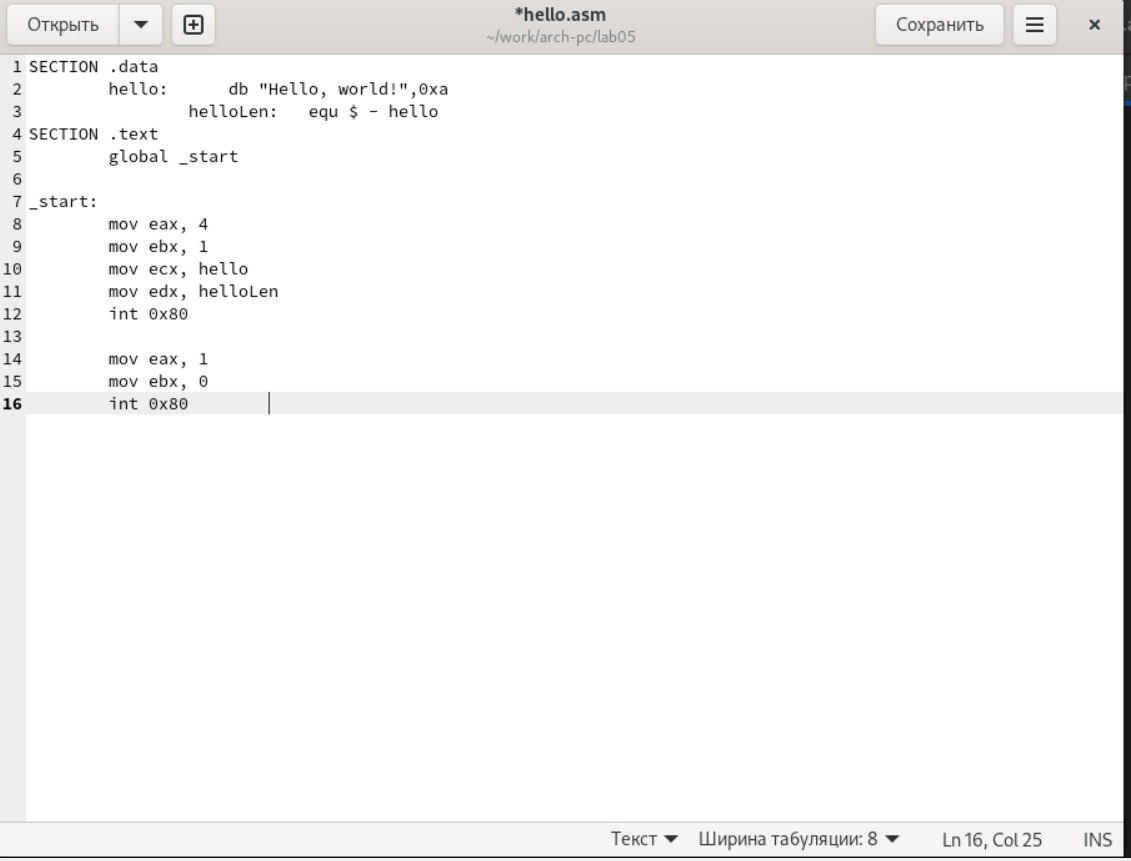 Открыть
*hello.asm
~/work/arch-pc/lab05
Сохранить
1 SECTION .data
2         hello:      db "Hello, world!",0xa
3                 helloLen:   equ $ - hello
4 SECTION .text
5         global _start
6
7 _start:
8         mov eax, 4
9         mov ebx, 1
10         mov ecx, hello
11         mov edx, helloLen
12         int 0x80
13
14         mov eax, 1
15         mov ebx, 0
16         int 0x80
Текст Ширина табуляции: 8 Ln 16, Col 25 INS